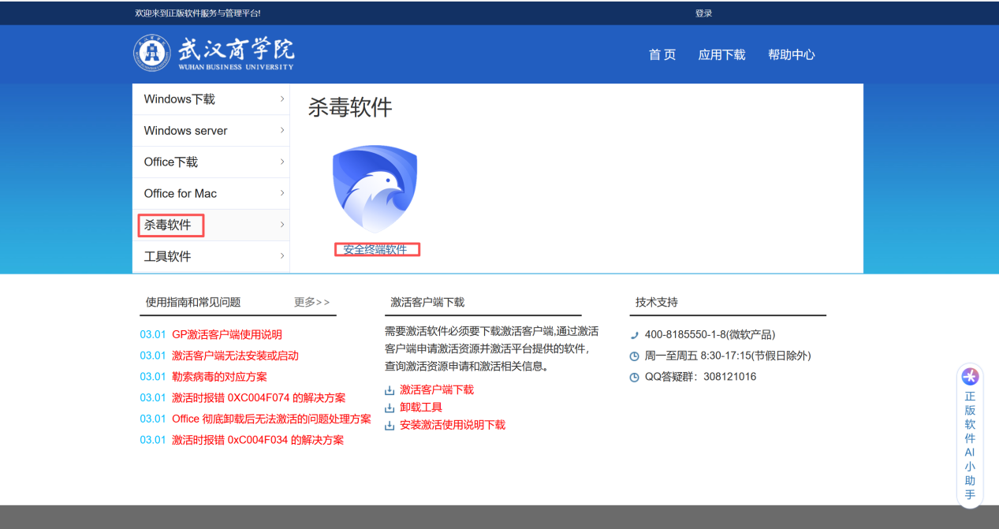 欢迎来到正版软件服务与管理平台!
登录
武汉商学院
WUHAN BUSINESS UNIVERSITY
首 页
应用下载
帮助中心
Windows下载
Windows server
Office下载
Office for Mac
杀毒软件
工具软件
杀毒软件
安全终端软件
使用指南和常见问题
更多>>
03.01 GP激活客户端使用说明
03.01 激活客户端无法安装或启动
03.01 勒索病毒的对应方案
03.01 激活时报错 0XC004F074 的解决方案
03.01 Office 彻底卸载后无法激活的问题处理方案
03.01 激活时报错 0xC004F034 的解决方案
激活客户端下载
需要激活软件必须要下载激活客户端,通过激活
客户端申请激活资源并激活平台提供的软件，
查询激活资源申请和激活相关信息。
激活客户端下载
卸载工具
安装激活使用说明下载
技术支持
400-8185550-1-8(微软产品)
周一至周五 8:30-17:15(节假日除外)
QQ答疑群：308121016
正版软件AI小助手